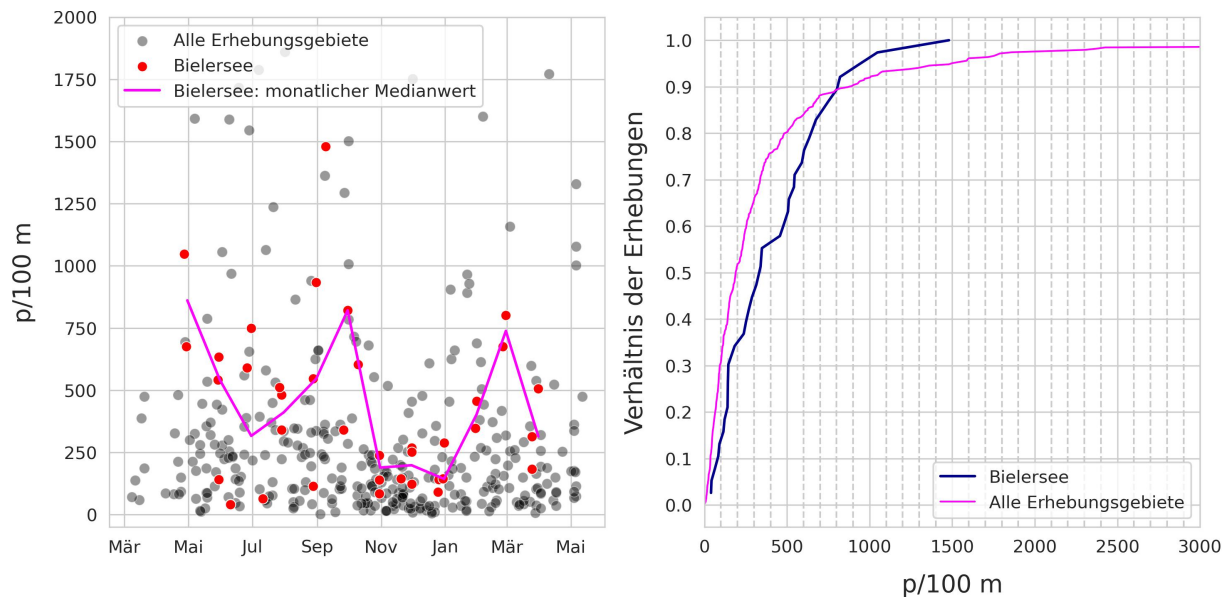 2000
1750
1500
1250
1000
750
500
250
0
p/100 m
Alle Erhebungsgebiete
Bielersee
Bielersee: monatlicher Medianwert
Mär
Mai
Jul
Sep
Nov
Jan
Mär
Mai
Verhältnis der Erhebungen
1.0
0.9
0.8
0.7
0.6
0.5
0.4
0.3
0.2
0.1
0.0
Bielersee
Alle Erhebungsgebiete
0
500
1000
1500
2000
2500
3000
p/100 m